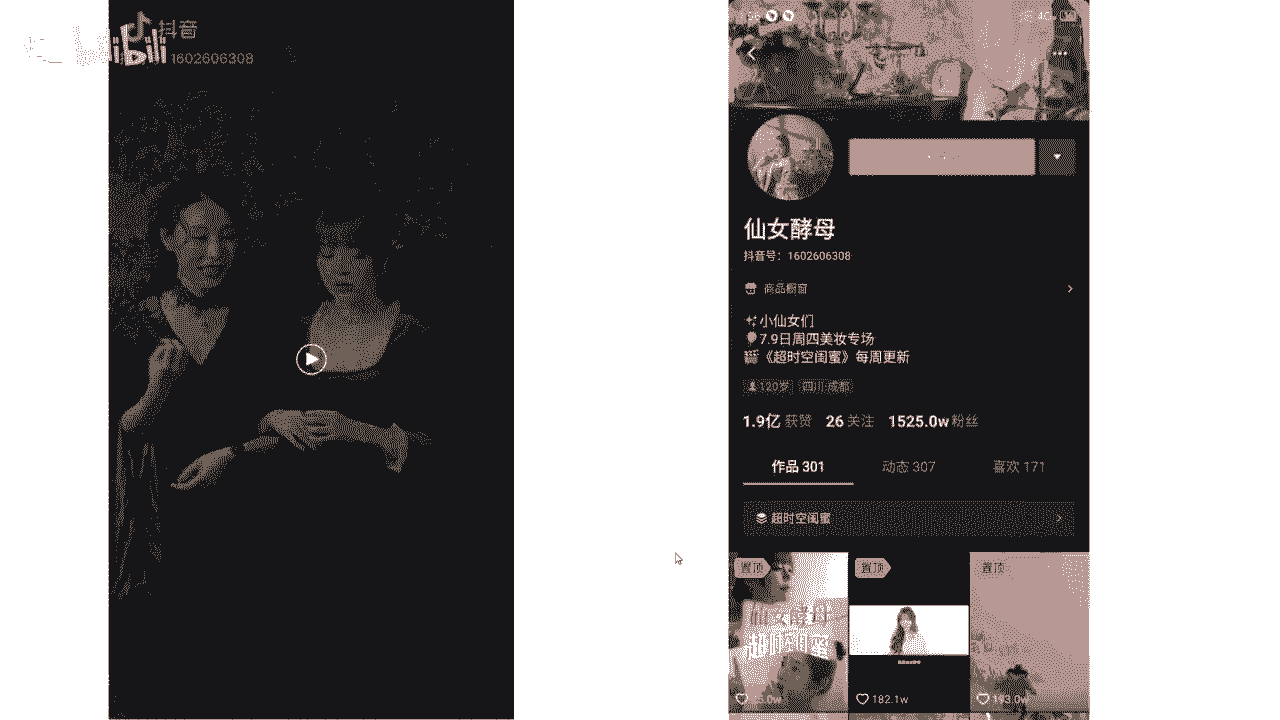 抖音
bilibili
1602606308
4G
仙女酵母
抖音号：1602606308
商品橱窗
小仙女们
7.9日周四美妆专场
《超时空闺蜜》每周更新
120岁 四川·成都
1.9亿 获赞 26 关注 1525.0w 粉丝
作品 301 动态 307 喜欢 171
超时空闺蜜
置顶 置顶 置顶
仙女酵母
超时空闺蜜
182.1w 193.0w